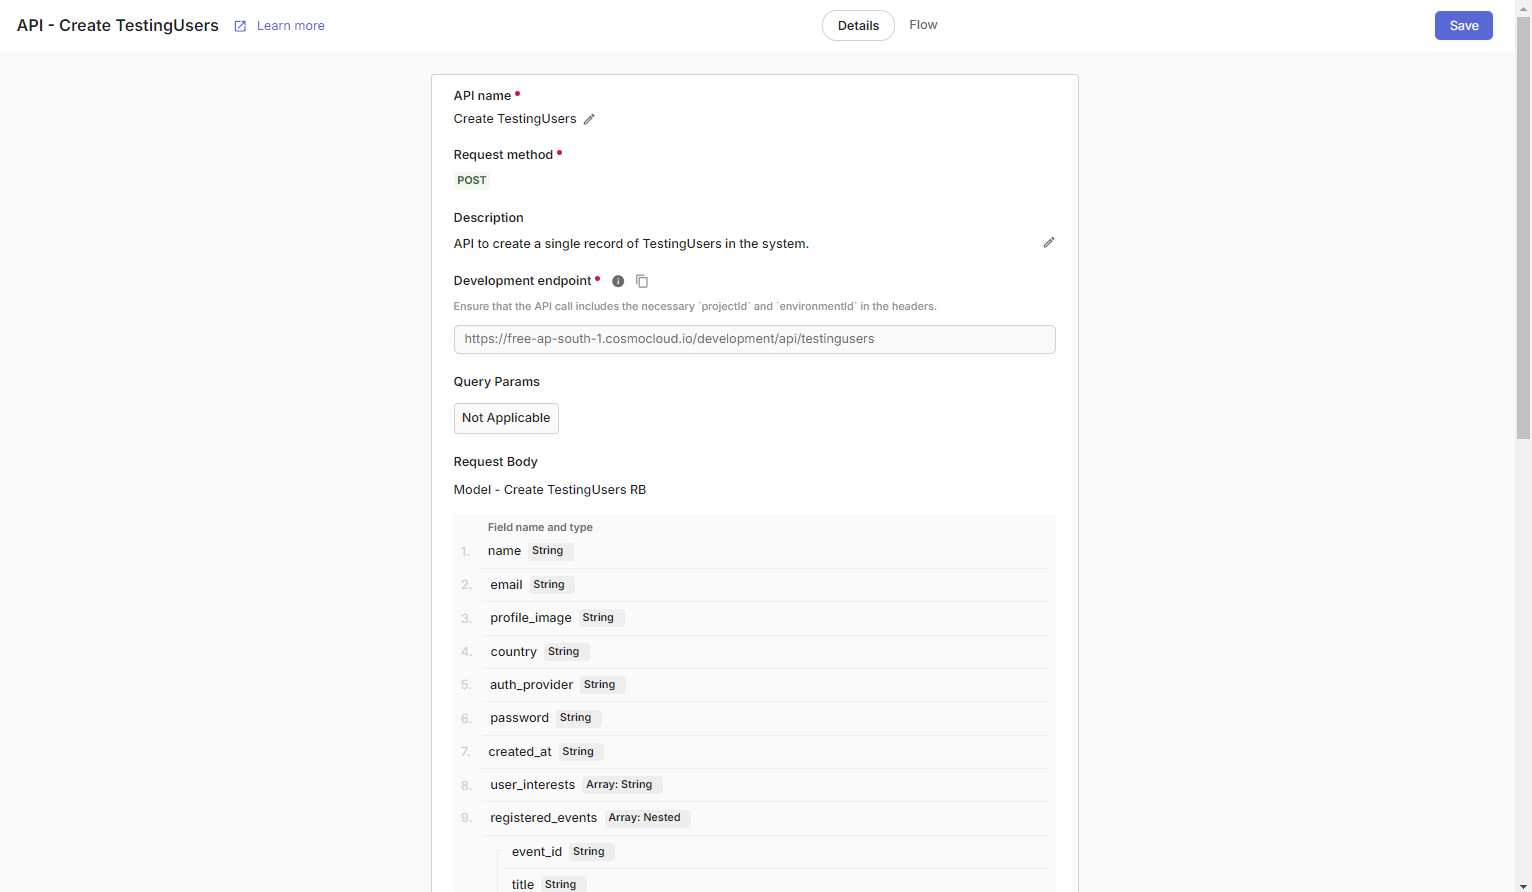 API - Create TestingUsers Learn more Details Flow Save
API name
Create TestingUsers
Request method
POST
Description
API to create a single record of TestingUsers in the system.
Development endpoint
Ensure that the API call includes the necessary `projectId` and `environmentId` in the headers.
https://free-ap-south-1.cosmocloud.io/development/api/testingusers
Query Params
Not Applicable
Request Body
Model - Create TestingUsers RB
Field name and type
1. name String
2. email String
3. profile_image String
4. country String
5. auth_provider String
6. password String
7. created_at String
8. user_interests Array: String
9. registered_events Array: Nested
event_id String
title String